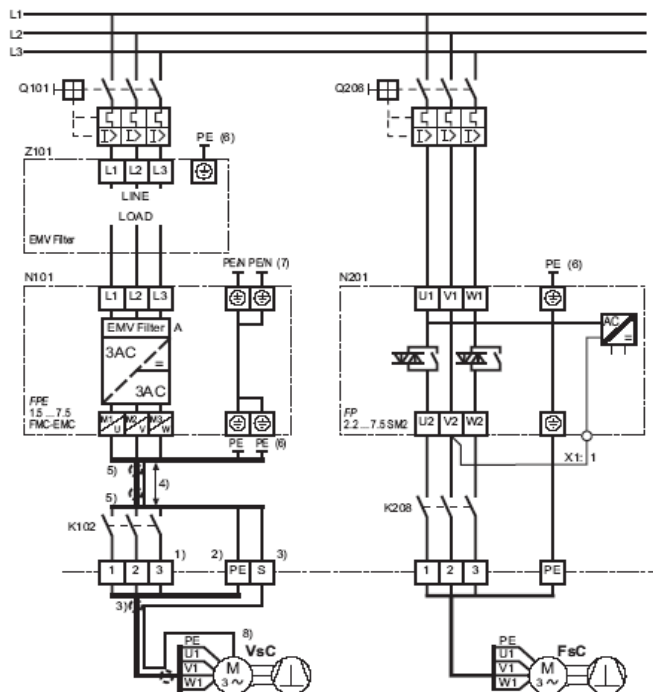 L1
L2
L3
Q101
Q206
I> I> I>
I> I> I>
PE (6)
Z101
L1 L2 L3
LINE
LOAD
EMV Filter
PE/N PE/N (7)
PE (6)
N101
N201
L1 L2 L3
U1 V1 W1
EMV Filter A
AC
=
3AC
=
3AC
FPE
1.5 ... 7.5
FMC-EMC
M1 U M2 V M3 W
U2 V2 W2
FP
2.2 ... 7.5 SM2
PE PE (6)
X1: 1
5)
4)
5)
K102
K208
1) 2) 3)
1 2 3 PE S
1 2 3 PE
3)
8)
PE
U1
V1
W1
M
3 ~
VsC
PE
U1
V1
W1
M
3 ~
FsC